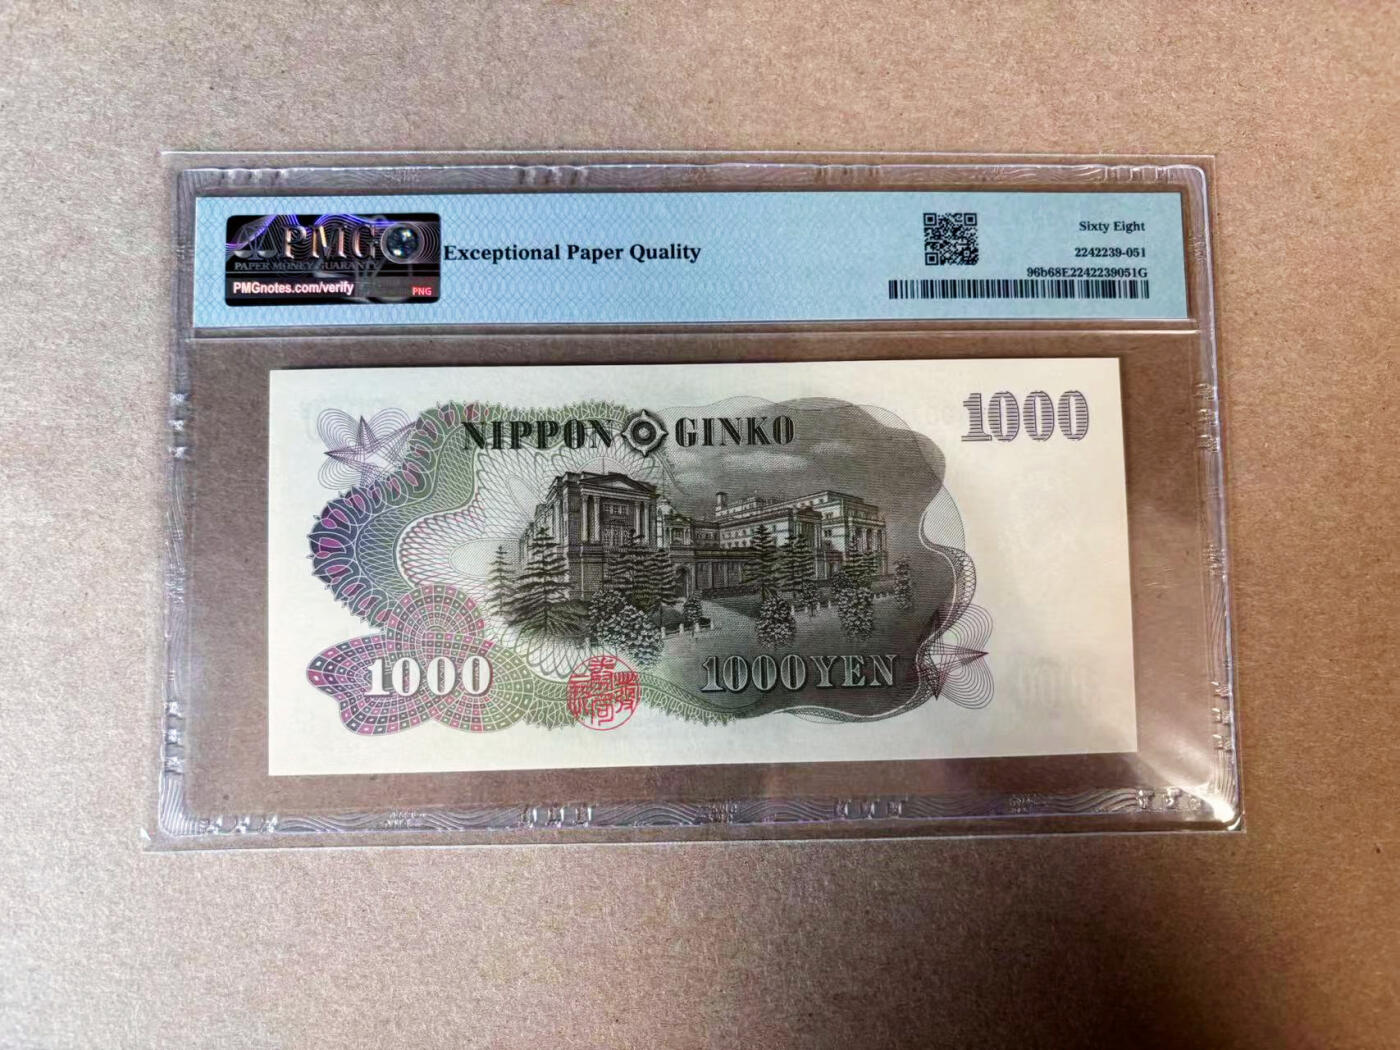 PMG
PAPER MONEY GUARANTY
PMGnotes.com/verify
PNG
Exceptional Paper Quality
Sixty Eight
2242239-051
96b68E2242239051G
NIPPON GINKO
1000
1000
1000 YEN